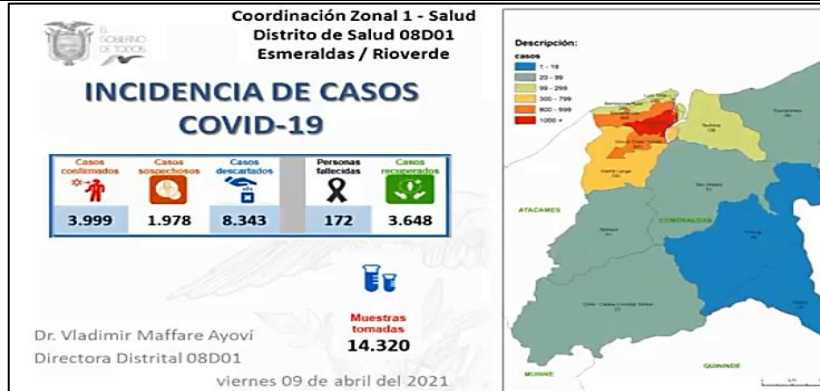 EL
GOBIERNO
DE TODOS
Coordinación Zonal 1 - Salud
Distrito de Salud 08D01
Esmeraldas / Rioverde
INCIDENCIA DE CASOS
COVID-19
Casos confirmados
Casos sospechosos
Casos descartados
Personas fallecidas
Casos recuperados
3.999 1.978 8.343 172 3.648
Muestras
tomadas
14.320
Dr. Vladimir Maffare Ayoví
Directora Distrital 08D01
viernes 09 de abril del 2021
Descripción:
casos
1 - 19
20 - 99
99 - 299
300 - 799
800 - 999
1000 +
ATACAMES
ESMERALDAS
MUISNE
QUININDE